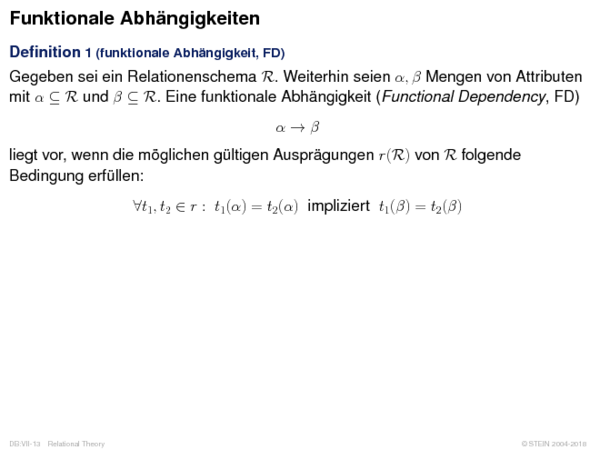 Funktionale Abhängigkeiten
Definition 1 (funktionale Abhängigkeit, FD)
Gegeben sei ein Relationenschema ℛ. Weiterhin seien α, β Mengen von Attributen
mit α ⊆ ℛ und β ⊆ ℛ. Eine funktionale Abhängigkeit (Functional Dependency, FD)
α → β
liegt vor, wenn die möglichen gültigen Ausprägungen r(ℛ) von ℛ folgende
Bedingung erfüllen:
∀t₁, t₂ ∈ r : t₁(α) = t₂(α) impliziert t₁(β) = t₂(β)
DB:VII-13 Relational Theory
© STEIN 2004-2018